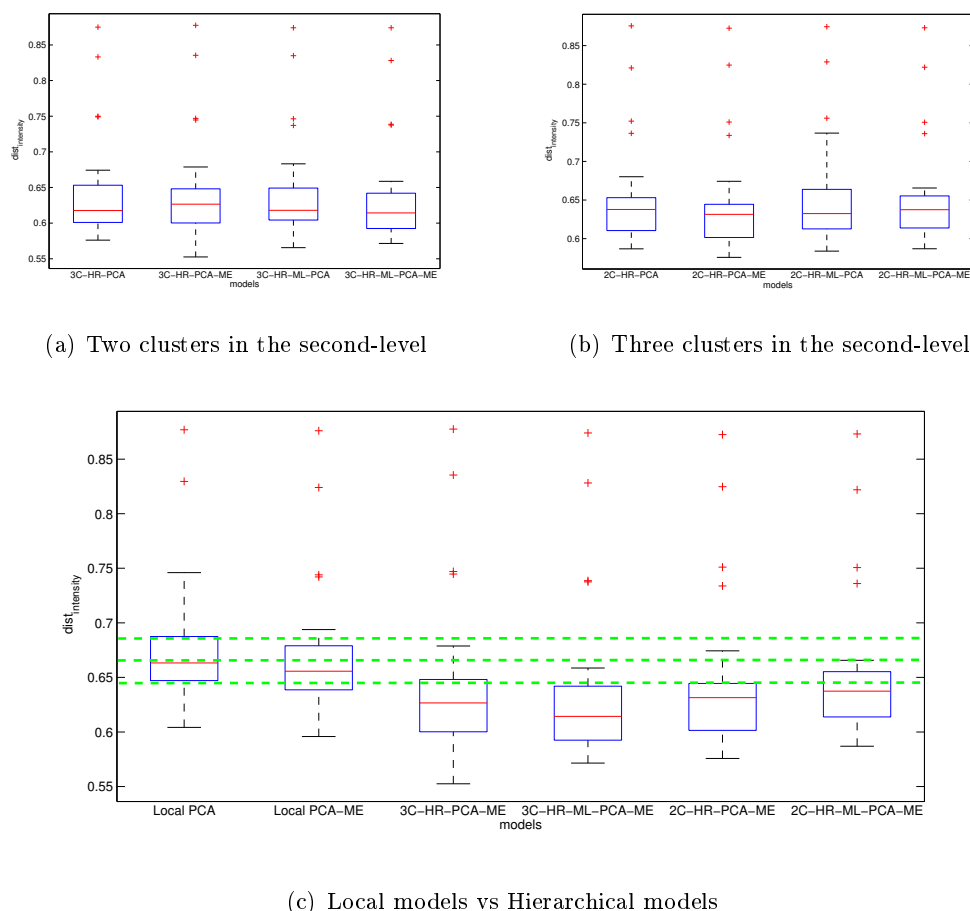 0.85
0.8
0.75
0.7
0.65
0.6
0.55
dist intensity
3C−HR−PCA 3C−HR−PCA−ME 3C−HR−ML−PCA 3C−HR−ML−PCA−ME
models
(a) Two clusters in the second-level
0.85
0.8
0.75
0.7
0.65
0.6
dist intensity
2C−HR−PCA 2C−HR−PCA−ME 2C−HR−ML−PCA 2C−HR−ML−PCA−ME
models
(b) Three clusters in the second-level
0.85
0.8
0.75
0.7
0.65
0.6
0.55
dist intensity
Local PCA Local PCA−ME 3C−HR−PCA−ME 3C−HR−ML−PCA−ME 2C−HR−PCA−ME 2C−HR−ML−PCA−ME
models
(c) Local models vs Hierarchical models